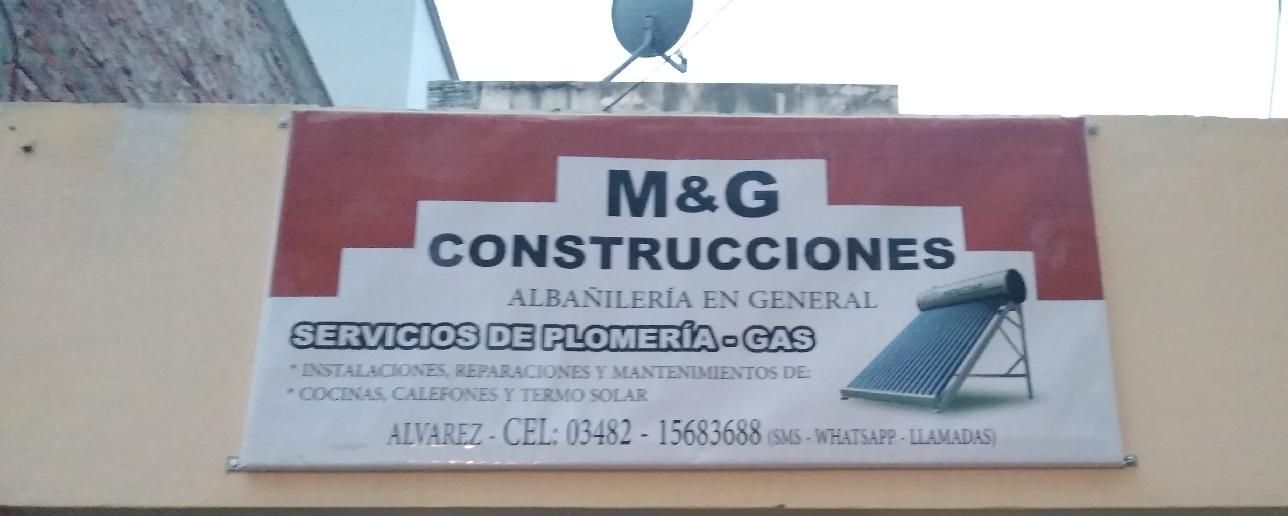 M&G
CONSTRUCCIONES
ALBAÑILERÍA EN GENERAL
SERVICIOS DE PLOMERÍA - GAS
* INSTALACIONES, REPARACIONES Y MANTENIMIENTOS DE:
* COCINAS, CALEFONES Y TERMO SOLAR
ALVAREZ - CEL: 03482 - 15683688 (SMS - WHATSAPP - LLAMADAS)